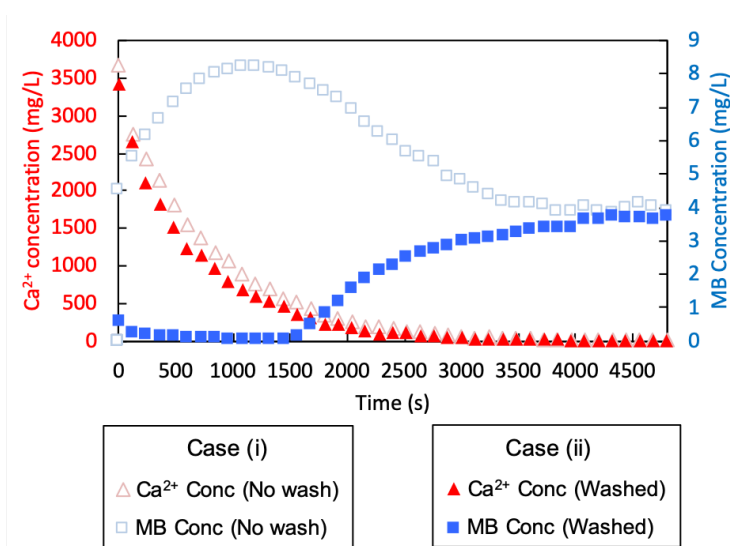 4000
3500
3000
2500
2000
1500
1000
500
0
Ca²⁺ concentration (mg/L)
9
8
7
6
5
4
3
2
1
0
MB Concentration (mg/L)
0 500 1000 1500 2000 2500 3000 3500 4000 4500
Time (s)
Case (i)
Ca²⁺ Conc (No wash)
MB Conc (No wash)
Case (ii)
Ca²⁺ Conc (Washed)
MB Conc (Washed)